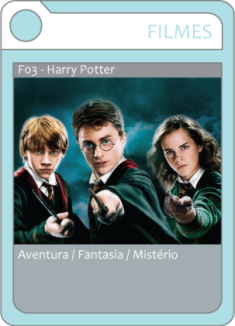 FILMES
F03 - Harry Potter
Aventura / Fantasia / Mistério